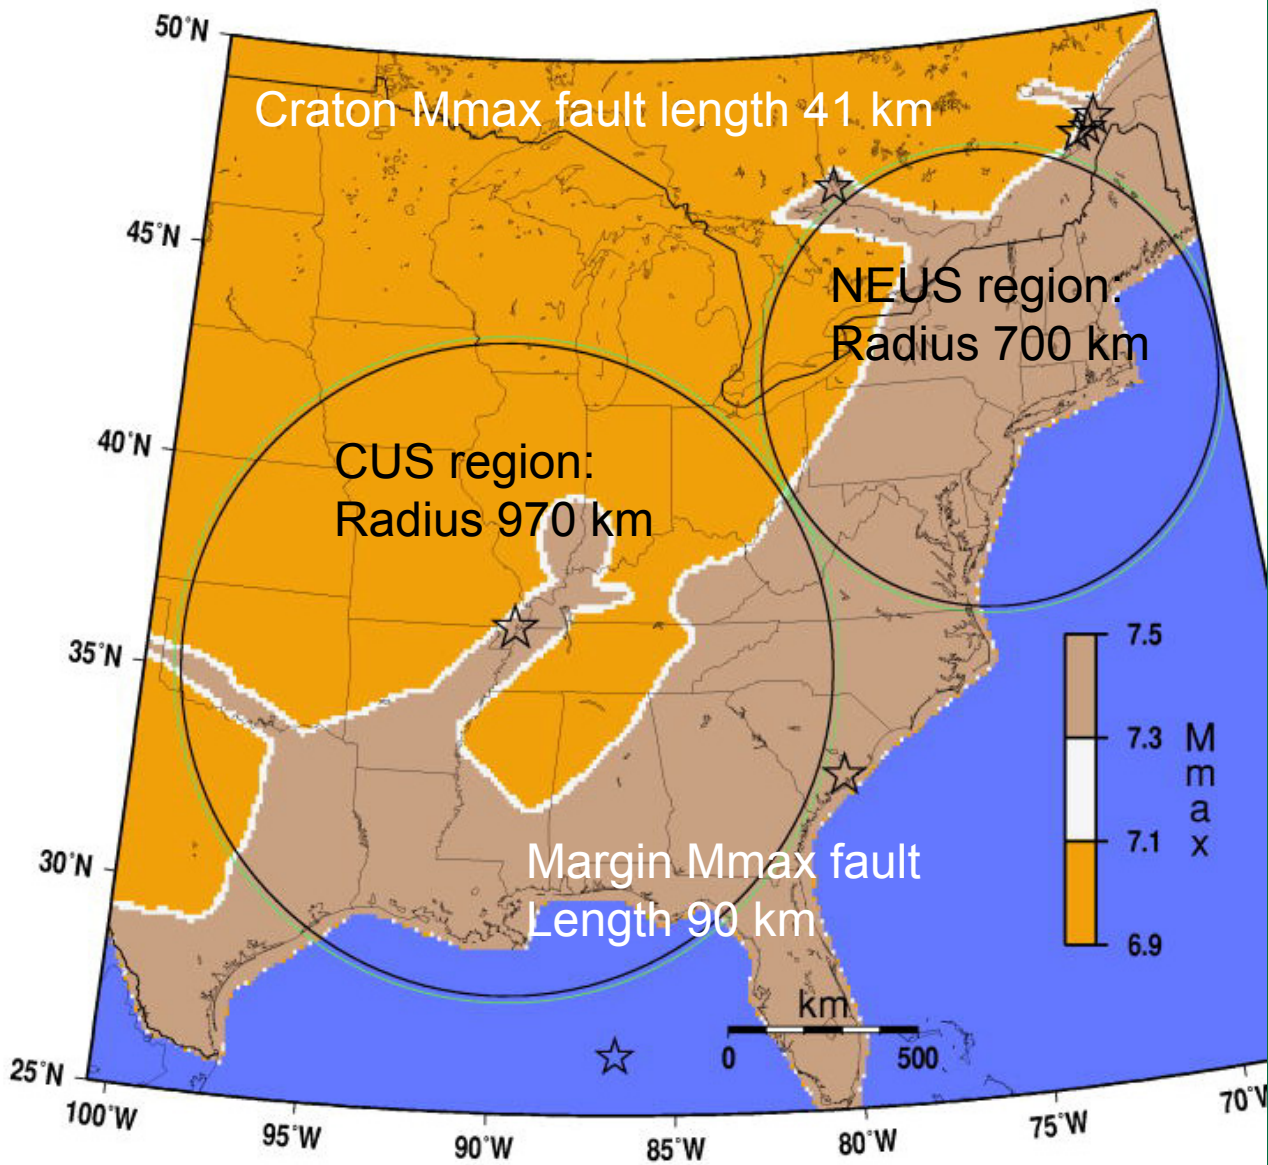 50°N
Craton Mmax fault length 41 km
45°N
NEUS region:
Radius 700 km
40°N
CUS region:
Radius 970 km
35°N
7.5
7.3
7.1
6.9
Mmax
30°N
Margin Mmax fault
Length 90 km
km
0 500
25°N
100°W 95°W 90°W 85°W 80°W 75°W 70°W